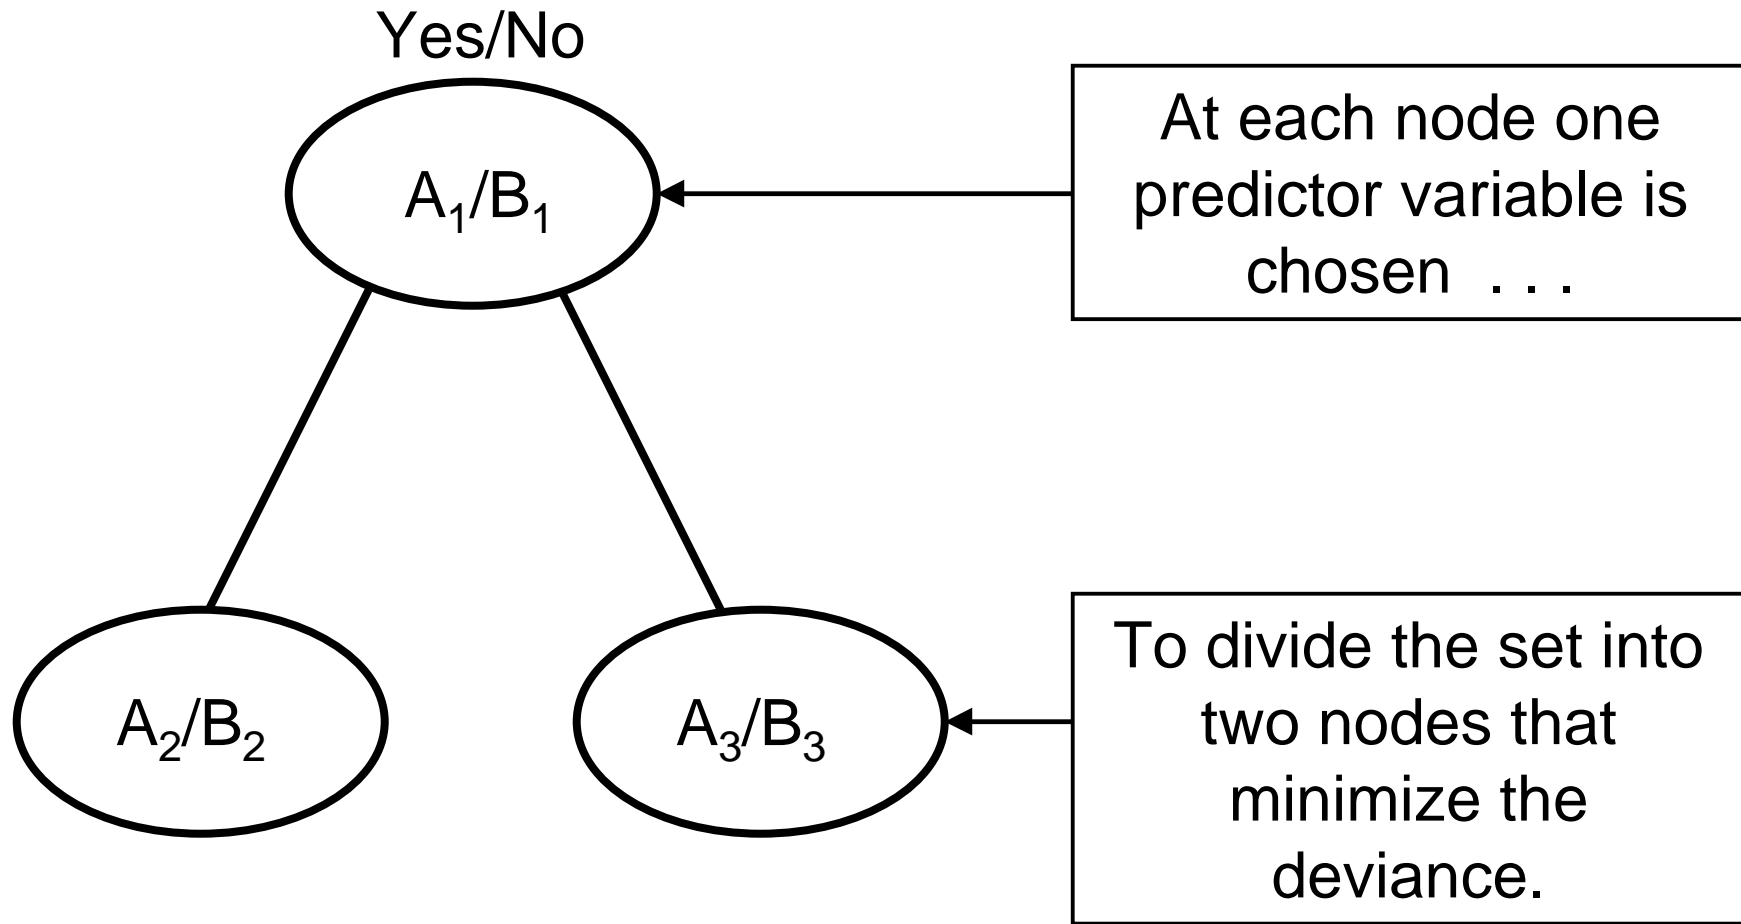 Yes/No
A₁/B₁
At each node one
predictor variable is
chosen . . .
A₂/B₂
A₃/B₃
To divide the set into
two nodes that
minimize the
deviance.